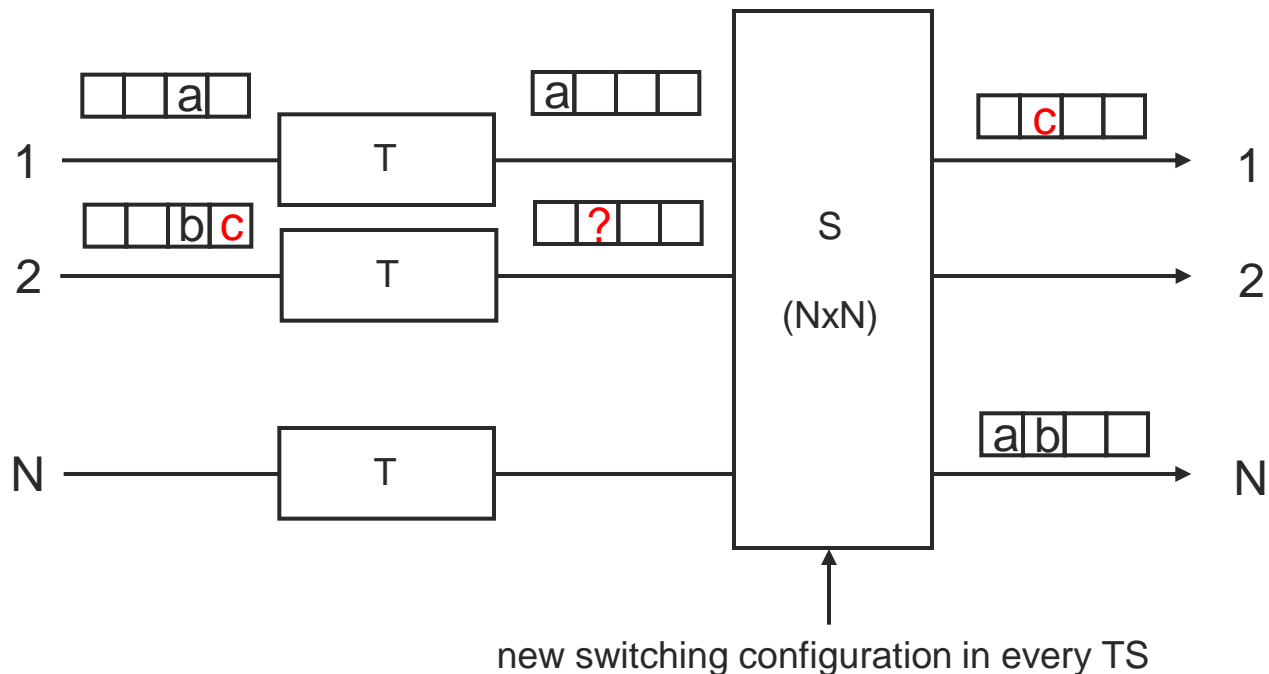 a
a
c
1
T
1
b c
?
S
2
T
2
(NxN)
a b
N
T
N
new switching configuration in every TS